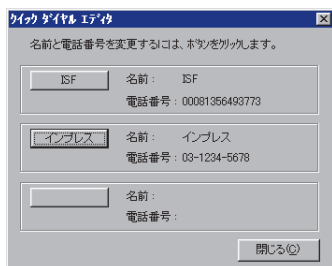 クイック ダイヤル エディタ
名前と電話番号を変更するには、ボタンをクリックします。
ISF 名前： ISF
電話番号：00081356493773
インプレス 名前： インプレス
電話番号：03-1234-5678
名前：
電話番号：
閉じる(C)